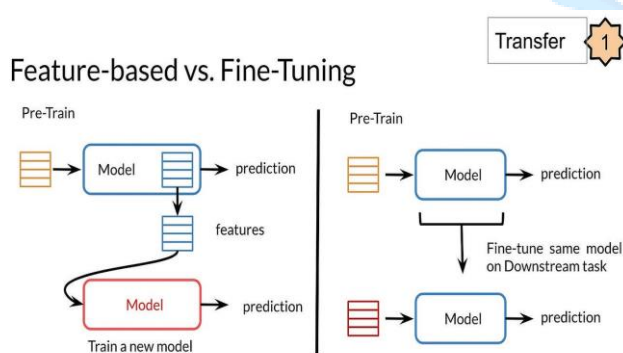 Transfer 1
Feature-based vs. Fine-Tuning
Pre-Train
Model
prediction
features
Model
prediction
Train a new model
Pre-Train
Model
prediction
Fine-tune same model
on Downstream task
Model
prediction